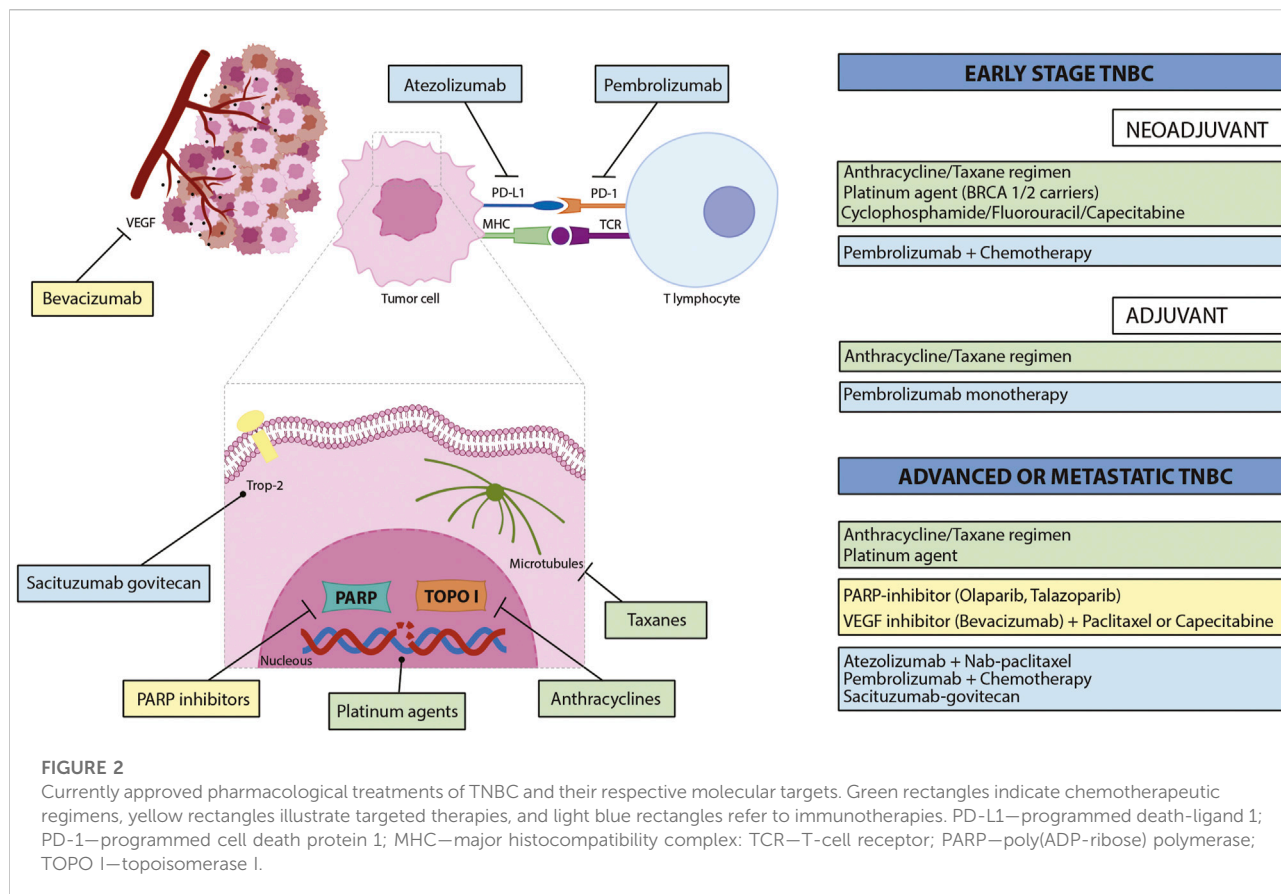 Atezolizumab
Pembrolizumab
PD-L1
PD-1
MHC
TCR
VEGF
Bevacizumab
Tumor cell
T lymphocyte
Trop-2
Sacituzumab govitecan
Microtubules
PARP
TOPO I
Taxanes
Nucleous
PARP inhibitors
Platinum agents
Anthracyclines
EARLY STAGE TNBC
NEOADJUVANT
Anthracycline/Taxane regimen
Platinum agent (BRCA 1/2 carriers)
Cyclophosphamide/Fluorouracil/Capecitabine
Pembrolizumab + Chemotherapy
ADJUVANT
Anthracycline/Taxane regimen
Pembrolizumab monotherapy
ADVANCED OR METASTATIC TNBC
Anthracycline/Taxane regimen
Platinum agent
PARP-inhibitor (Olaparib, Talazoparib)
VEGF inhibitor (Bevacizumab) + Paclitaxel or Capecitabine
Atezolizumab + Nab-paclitaxel
Pembrolizumab + Chemotherapy
Sacituzumab-govitecan
FIGURE 2
Currently approved pharmacological treatments of TNBC and their respective molecular targets. Green rectangles indicate chemotherapeutic
regimens, yellow rectangles illustrate targeted therapies, and light blue rectangles refer to immunotherapies. PD-L1—programmed death-ligand 1;
PD-1—programmed cell death protein 1; MHC—major histocompatibility complex: TCR—T-cell receptor; PARP—poly(ADP-ribose) polymerase;
TOPO I—topoisomerase I.